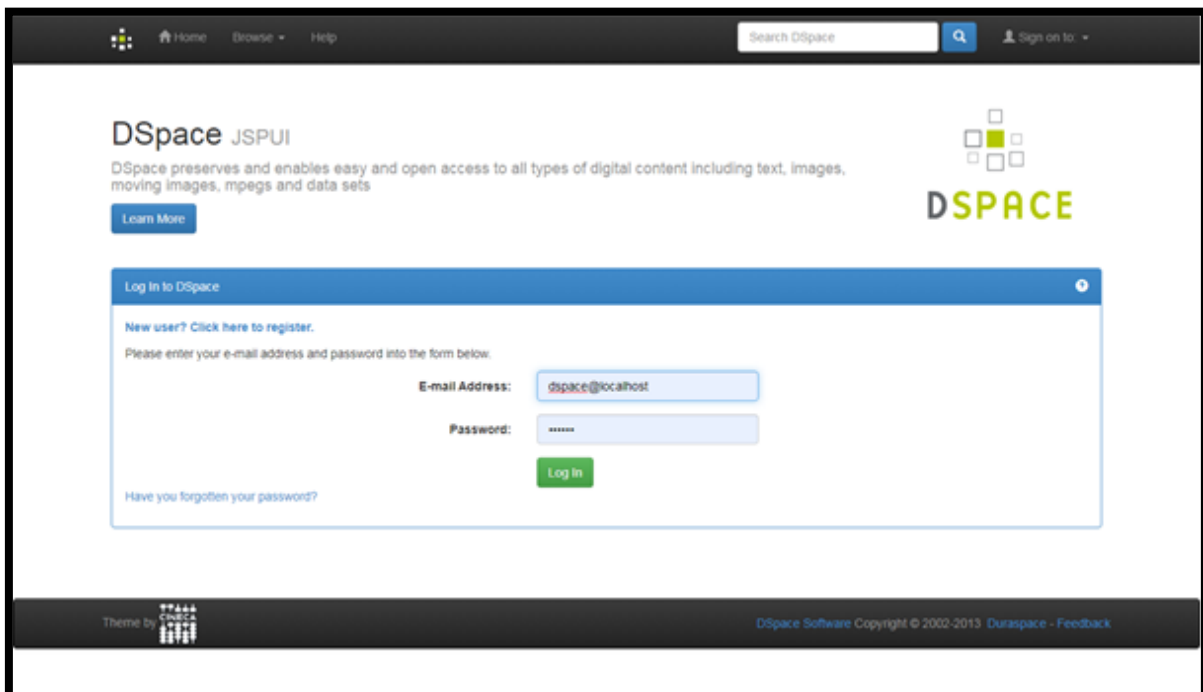 Home Browse Help Search DSpace Sign on to:
DSpace JSPUI
DSpace preserves and enables easy and open access to all types of digital content including text, images,
moving images, mpegs and data sets
Learn More
DSPACE
Log In to DSpace
New user? Click here to register.
Please enter your e-mail address and password into the form below.
E-mail Address: dspace@localhost
Password: ••••••
Log In
Have you forgotten your password?
Theme by CINECA
DSpace Software Copyright © 2002-2013 Duraspace - Feedback